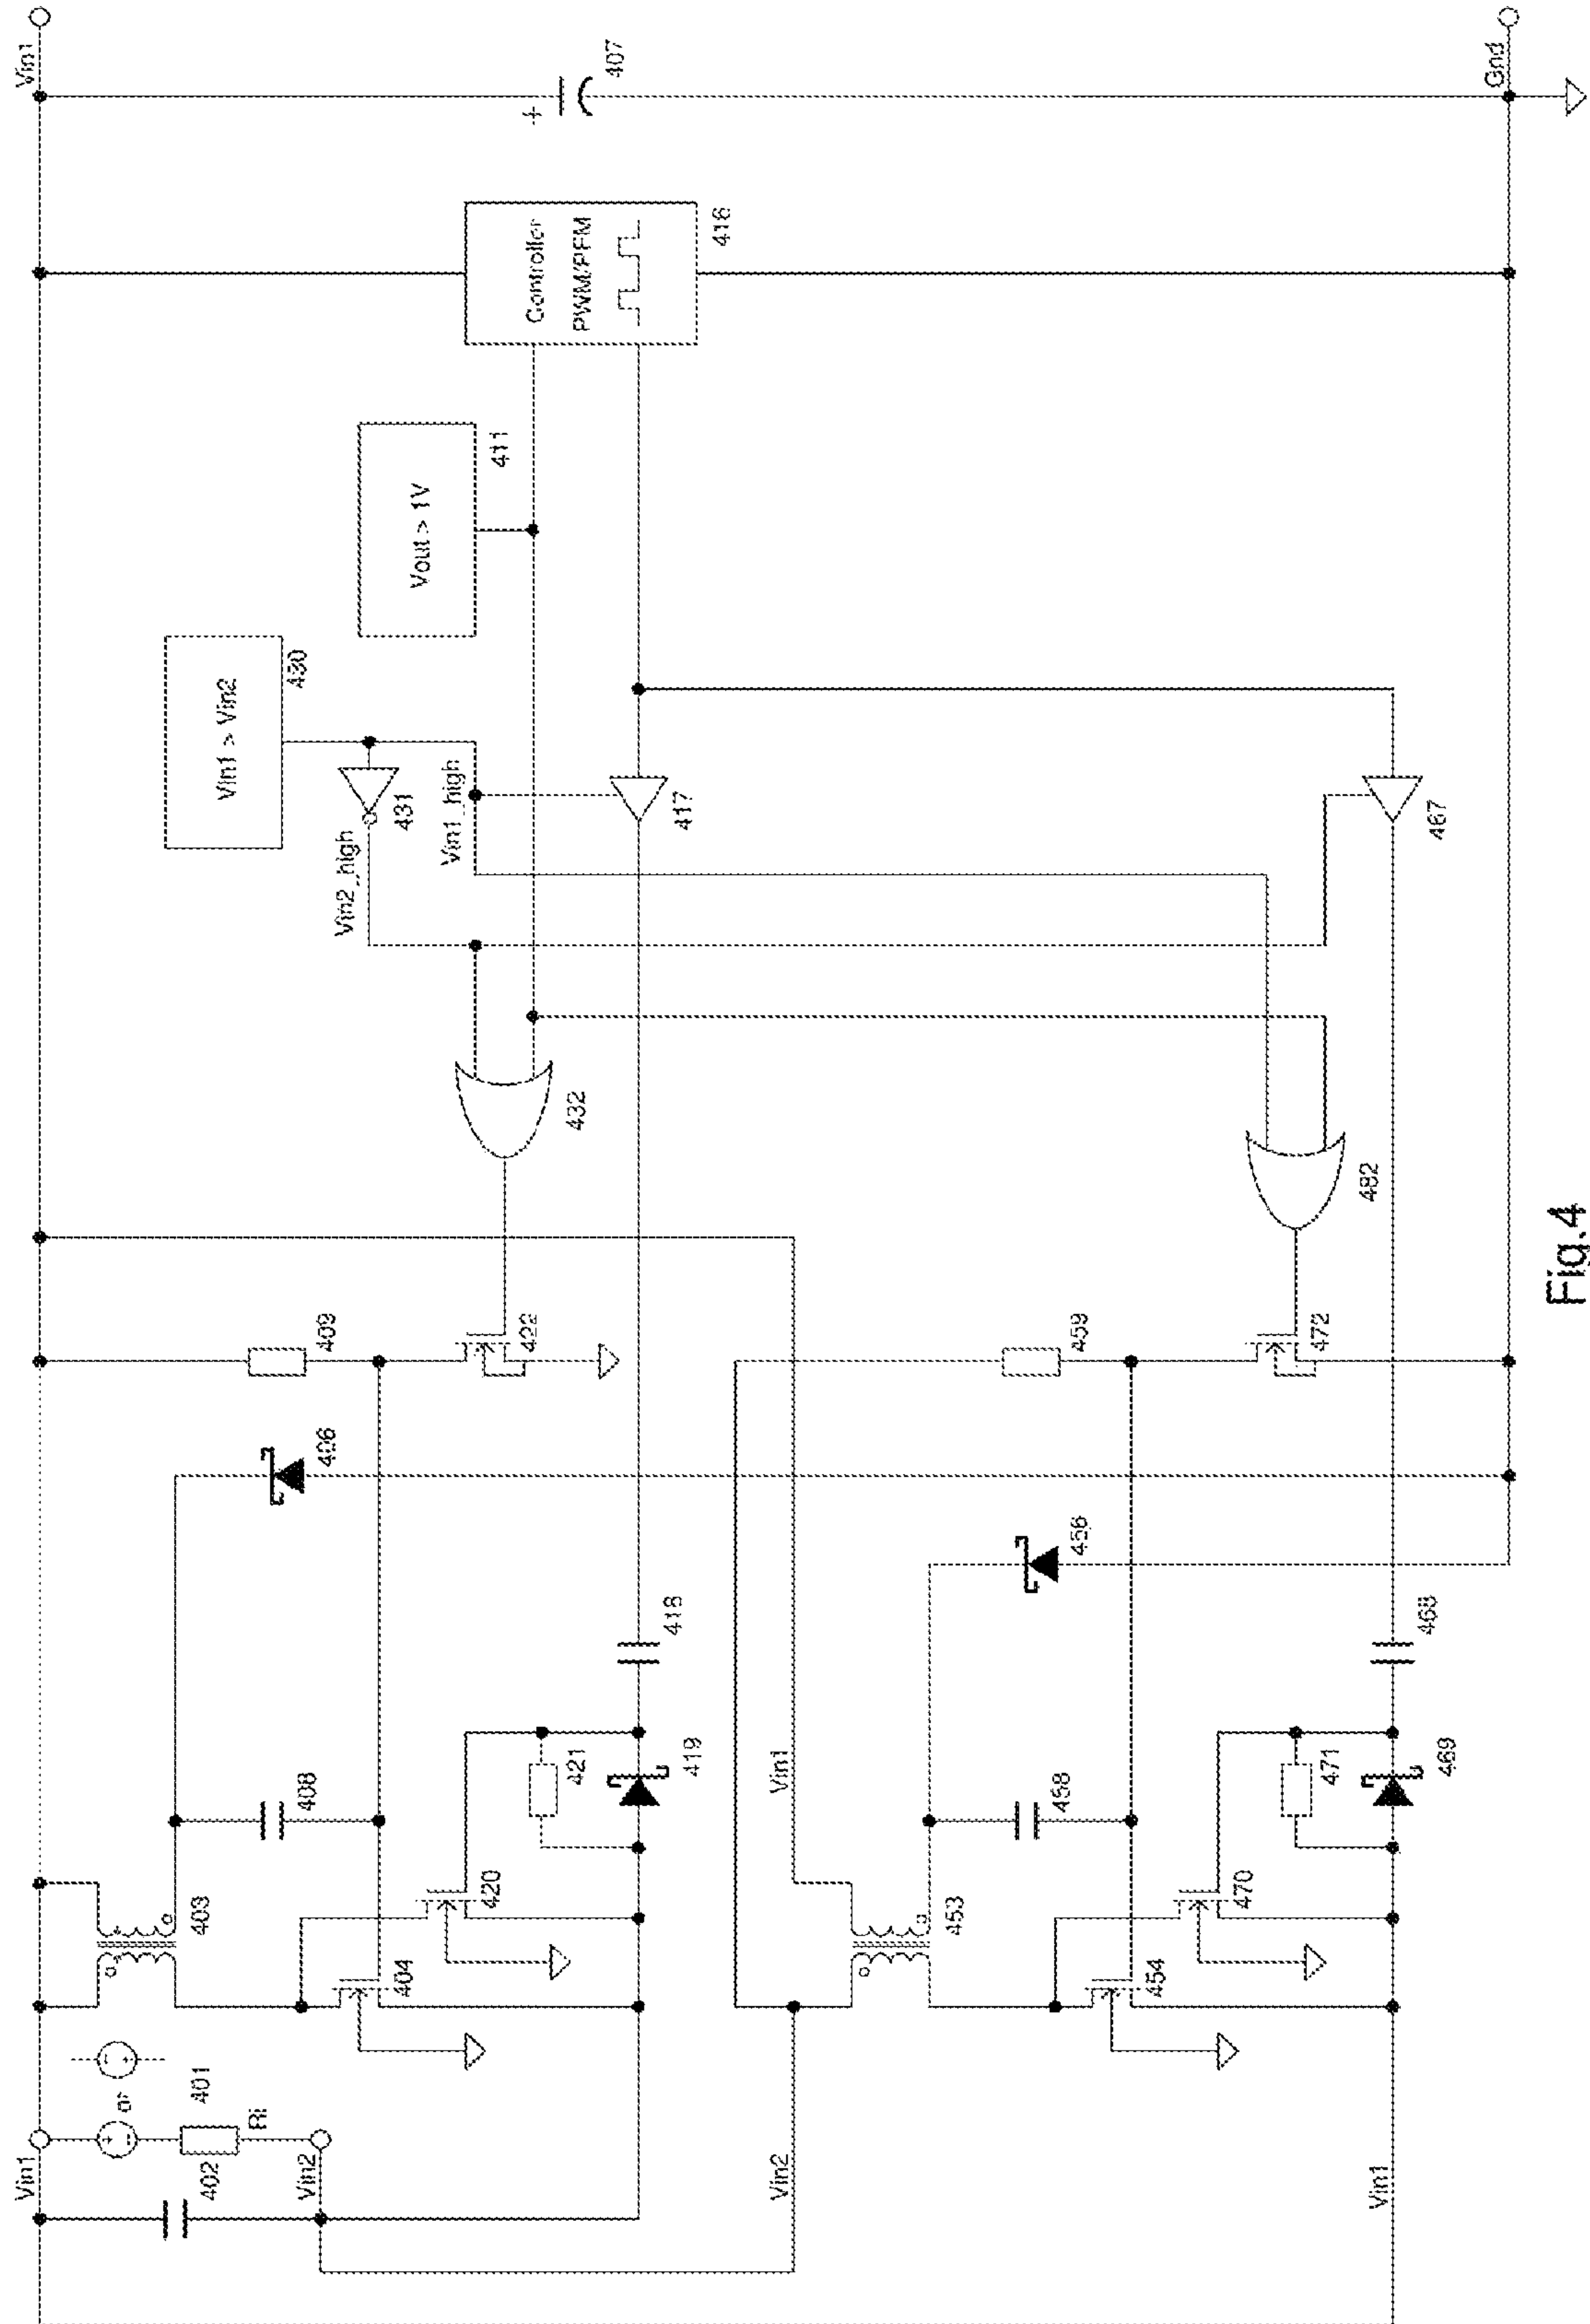 Vin1
407
Gnd
Controller
PWM/PFM
416
Vout > 1V
411
Vin1 > Vin2
430
431
Vin2_high
Vin1_high
417
467
432
482
409
422
459
472
406
456
418
468
408
421
419
Vin1
458
471
469
403
420
404
453
470
454
or
401
Ri
402
Vin1
Vin2
Vin2
Vin1
+
Fig.4